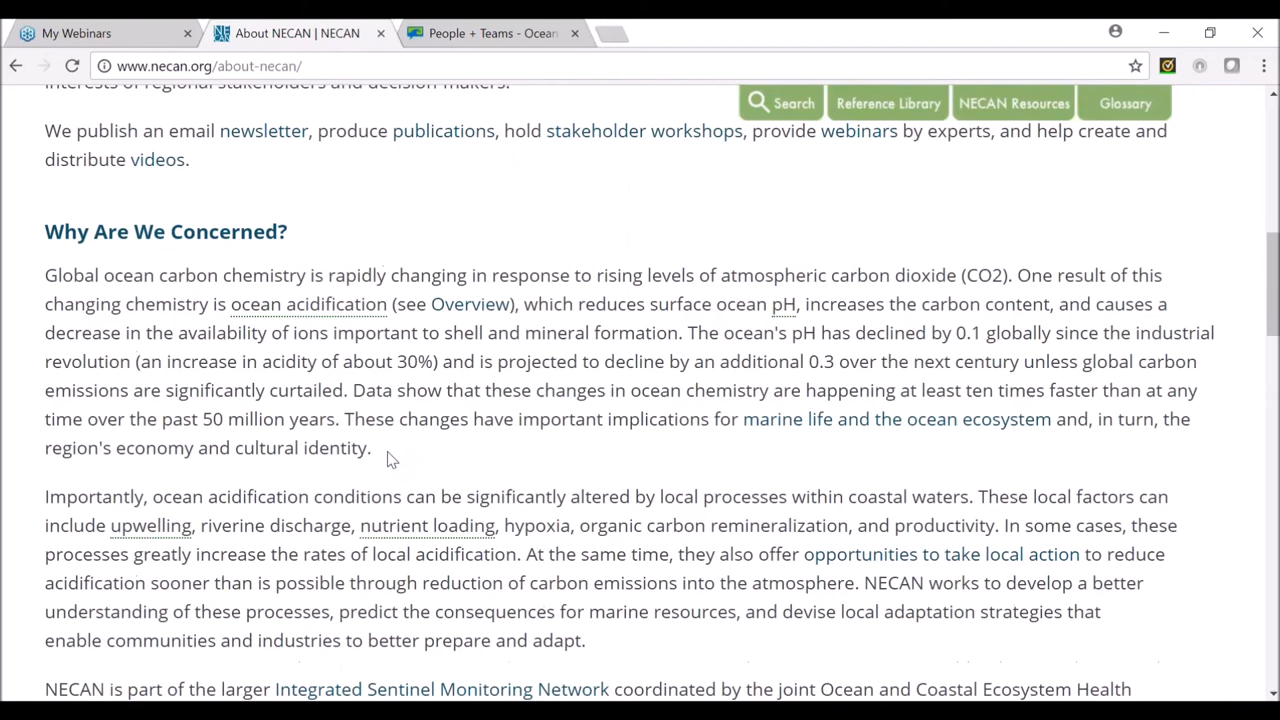 My Webinars
About NECAN | NECAN
People + Teams - Ocean
www.necan.org/about-necan/
interests of regional stakeholders and decision makers.
Search
Reference Library
NECAN Resources
Glossary
We publish an email newsletter, produce publications, hold stakeholder workshops, provide webinars by experts, and help create and
distribute videos.
Why Are We Concerned?
Global ocean carbon chemistry is rapidly changing in response to rising levels of atmospheric carbon dioxide (CO2). One result of this
changing chemistry is ocean acidification (see Overview), which reduces surface ocean pH, increases the carbon content, and causes a
decrease in the availability of ions important to shell and mineral formation. The ocean's pH has declined by 0.1 globally since the industrial
revolution (an increase in acidity of about 30%) and is projected to decline by an additional 0.3 over the next century unless global carbon
emissions are significantly curtailed. Data show that these changes in ocean chemistry are happening at least ten times faster than at any
time over the past 50 million years. These changes have important implications for marine life and the ocean ecosystem and, in turn, the
region's economy and cultural identity.
Importantly, ocean acidification conditions can be significantly altered by local processes within coastal waters. These local factors can
include upwelling, riverine discharge, nutrient loading, hypoxia, organic carbon remineralization, and productivity. In some cases, these
processes greatly increase the rates of local acidification. At the same time, they also offer opportunities to take local action to reduce
acidification sooner than is possible through reduction of carbon emissions into the atmosphere. NECAN works to develop a better
understanding of these processes, predict the consequences for marine resources, and devise local adaptation strategies that
enable communities and industries to better prepare and adapt.
NECAN is part of the larger Integrated Sentinel Monitoring Network coordinated by the joint Ocean and Coastal Ecosystem Health